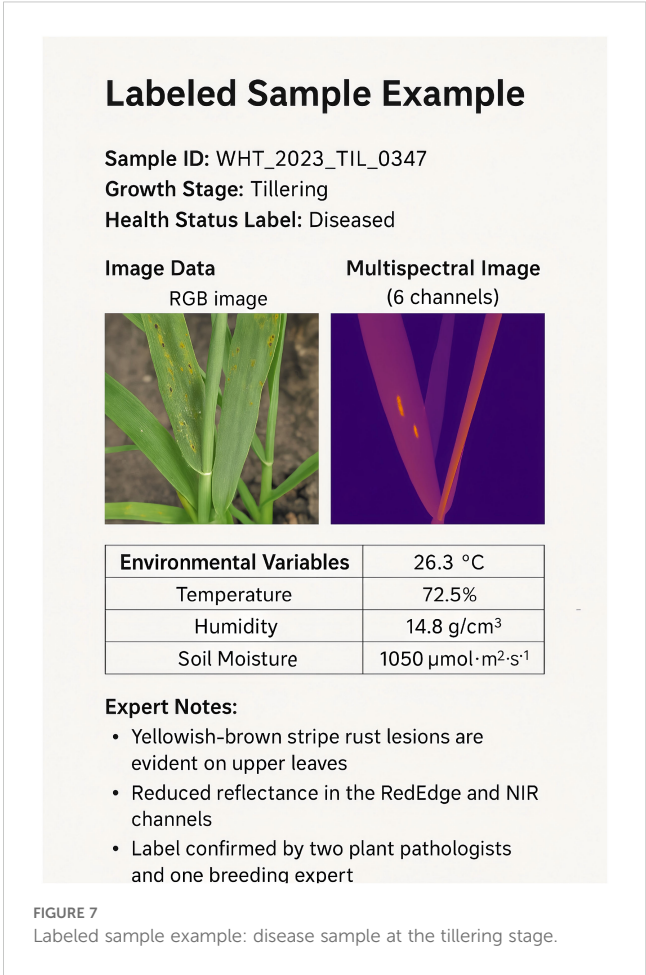 Labeled Sample Example
Sample ID: WHT_2023_TIL_0347
Growth Stage: Tillering
Health Status Label: Diseased
Image Data
RGB image
Multispectral Image
(6 channels)
Environmental Variables 26.3 °C
Temperature 72.5%
Humidity 14.8 g/cm³
Soil Moisture 1050 µmol·m²·s·¹
Expert Notes:
• Yellowish-brown stripe rust lesions are
evident on upper leaves
• Reduced reflectance in the RedEdge and NIR
channels
• Label confirmed by two plant pathologists
and one breeding expert
FIGURE 7
Labeled sample example: disease sample at the tillering stage.